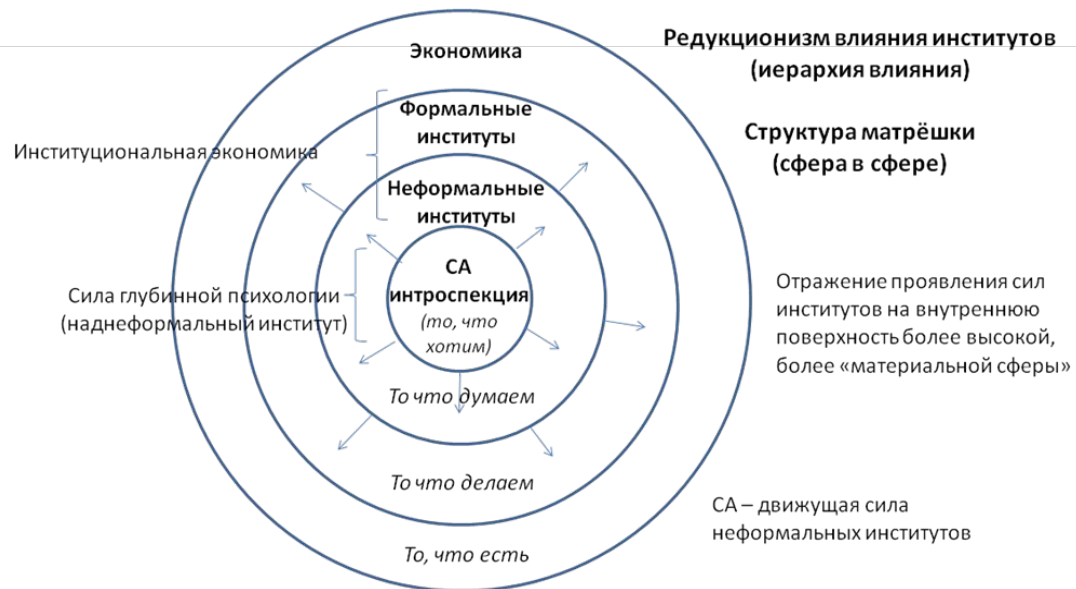 Экономика
Редукционизм влияния институтов
(иерархия влияния)
Формальные
институты
Структура матрёшки
(сфера в сфере)
Институциональная экономика
Неформальные
институты
СА
интроспекция
(то, что
хотим)
Сила глубинной психологии
(наднеформальный институт)
Отражение проявления сил
институтов на внутреннюю
поверхность более высокой,
более «материальной сферы»
То что думаем
То что делаем
СА – движущая сила
неформальных институтов
То, что есть